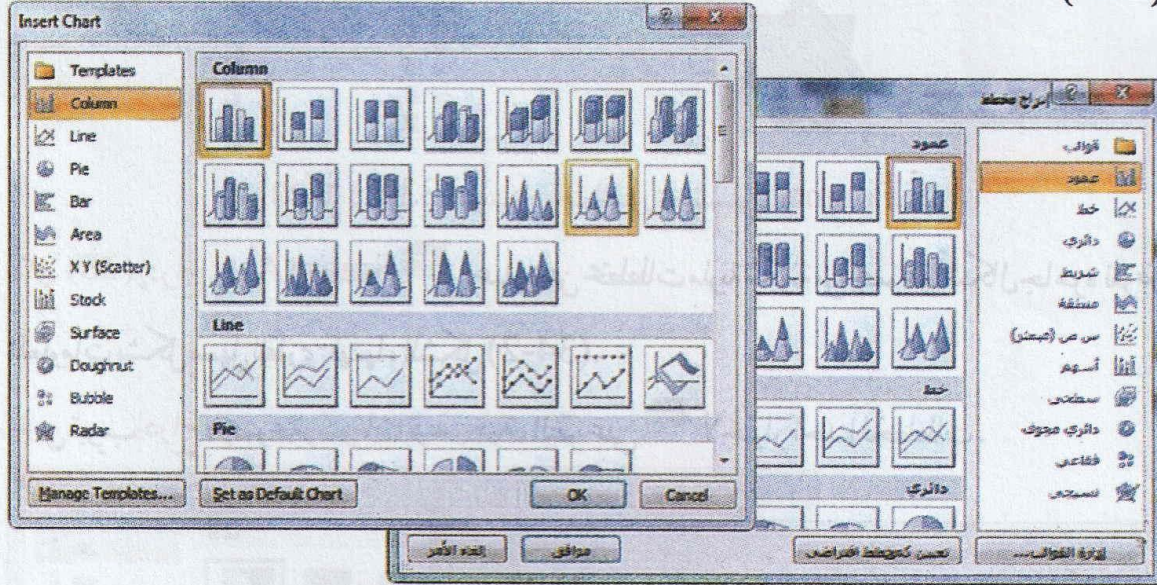 Insert Chart
Templates
Column
Line
Pie
Bar
Area
X Y (Scatter)
Stock
Surface
Doughnut
Bubble
Radar
Column
Line
Pie
Manage Templates...
Set as Default Chart
OK
Cancel
إدراج مخطط
قوالب
عمود
خط
دائري
شريط
منطقة
س ص (مبعثر)
أسهم
سطحي
دائري مجوف
فقاعي
نسيجي
عمود
خط
دائري
إدارة القوالب...
تعيين كمخطط افتراضي
موافق
إلغاء الأمر